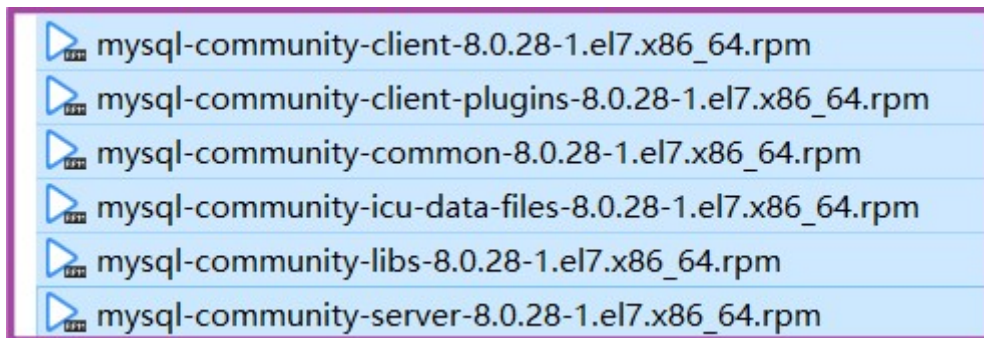 mysql-community-client-8.0.28-1.el7.x86_64.rpm
mysql-community-client-plugins-8.0.28-1.el7.x86_64.rpm
mysql-community-common-8.0.28-1.el7.x86_64.rpm
mysql-community-icu-data-files-8.0.28-1.el7.x86_64.rpm
mysql-community-libs-8.0.28-1.el7.x86_64.rpm
mysql-community-server-8.0.28-1.el7.x86_64.rpm